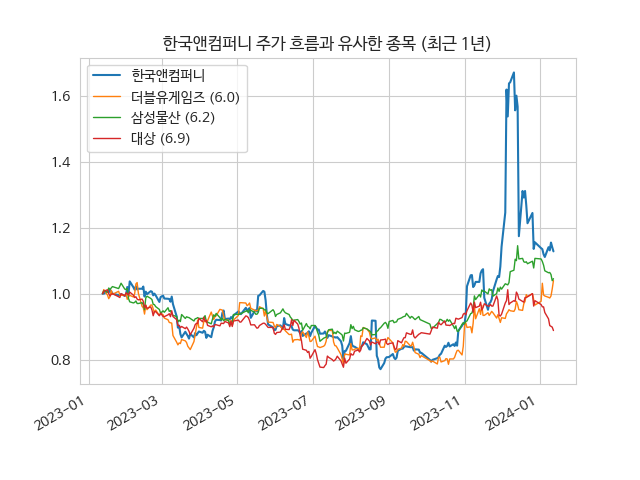 한국앤컴퍼니 주가 흐름과 유사한 종목 (최근 1년)
한국앤컴퍼니
더블유게임즈 (6.0)
삼성물산 (6.2)
대상 (6.9)
1.6
1.4
1.2
1.0
0.8
2023-01
2023-03
2023-05
2023-07
2023-09
2023-11
2024-01